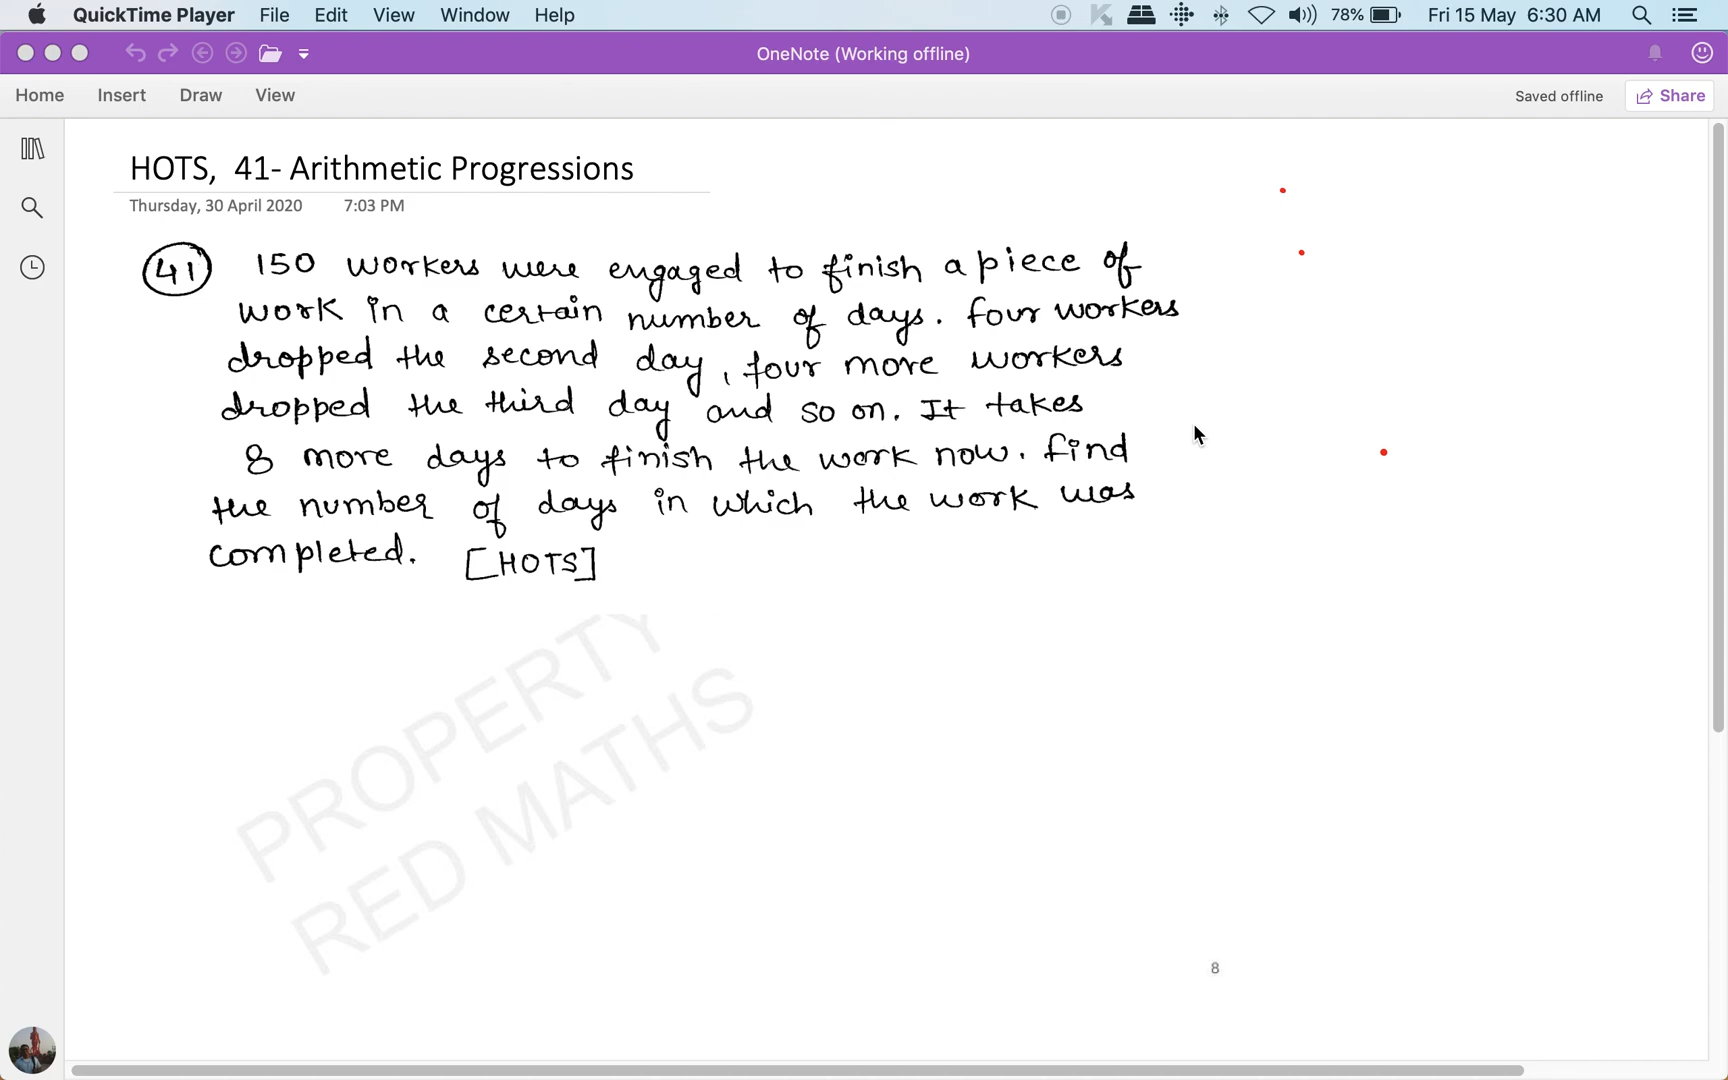 QuickTime Player File Edit View Window Help 78% Fri 15 May 6:30 AM
OneNote (Working offline)
Home Insert Draw View Saved offline Share
HOTS, 41- Arithmetic Progressions
Thursday, 30 April 2020 7:03 PM
41 150 workers were engaged to finish a piece of
work in a certain number of days. four workers
dropped the second day, four more workers
dropped the third day and so on. It takes
8 more days to finish the work now. find
the number of days in which the work was
completed. [HOTS]
PROPERTY
RED MATHS
8